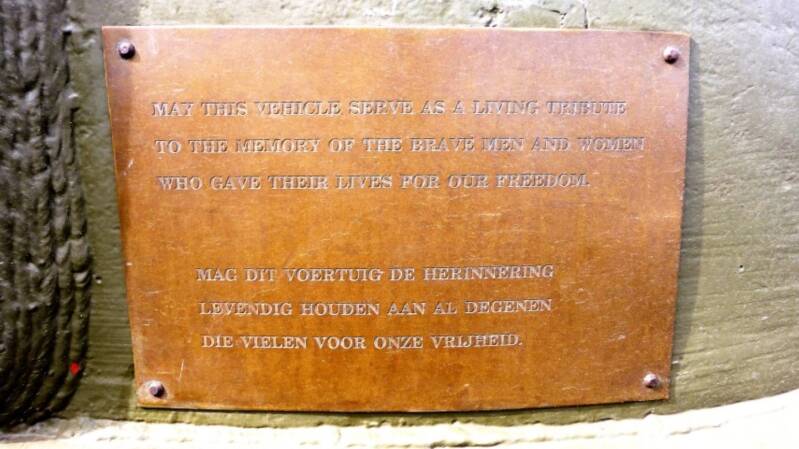 MAY THIS VEHICLE SERVE AS A LIVING TRIBUTE
TO THE MEMORY OF THE BRAVE MEN AND WOMEN
WHO GAVE THEIR LIVES FOR OUR FREEDOM.
MAG DIT VOERTUIG DE HERINNERING
LEVENDIG HOUDEN AAN AL DEGENEN
DIE VIELEN VOOR ONZE VRIJHEID.